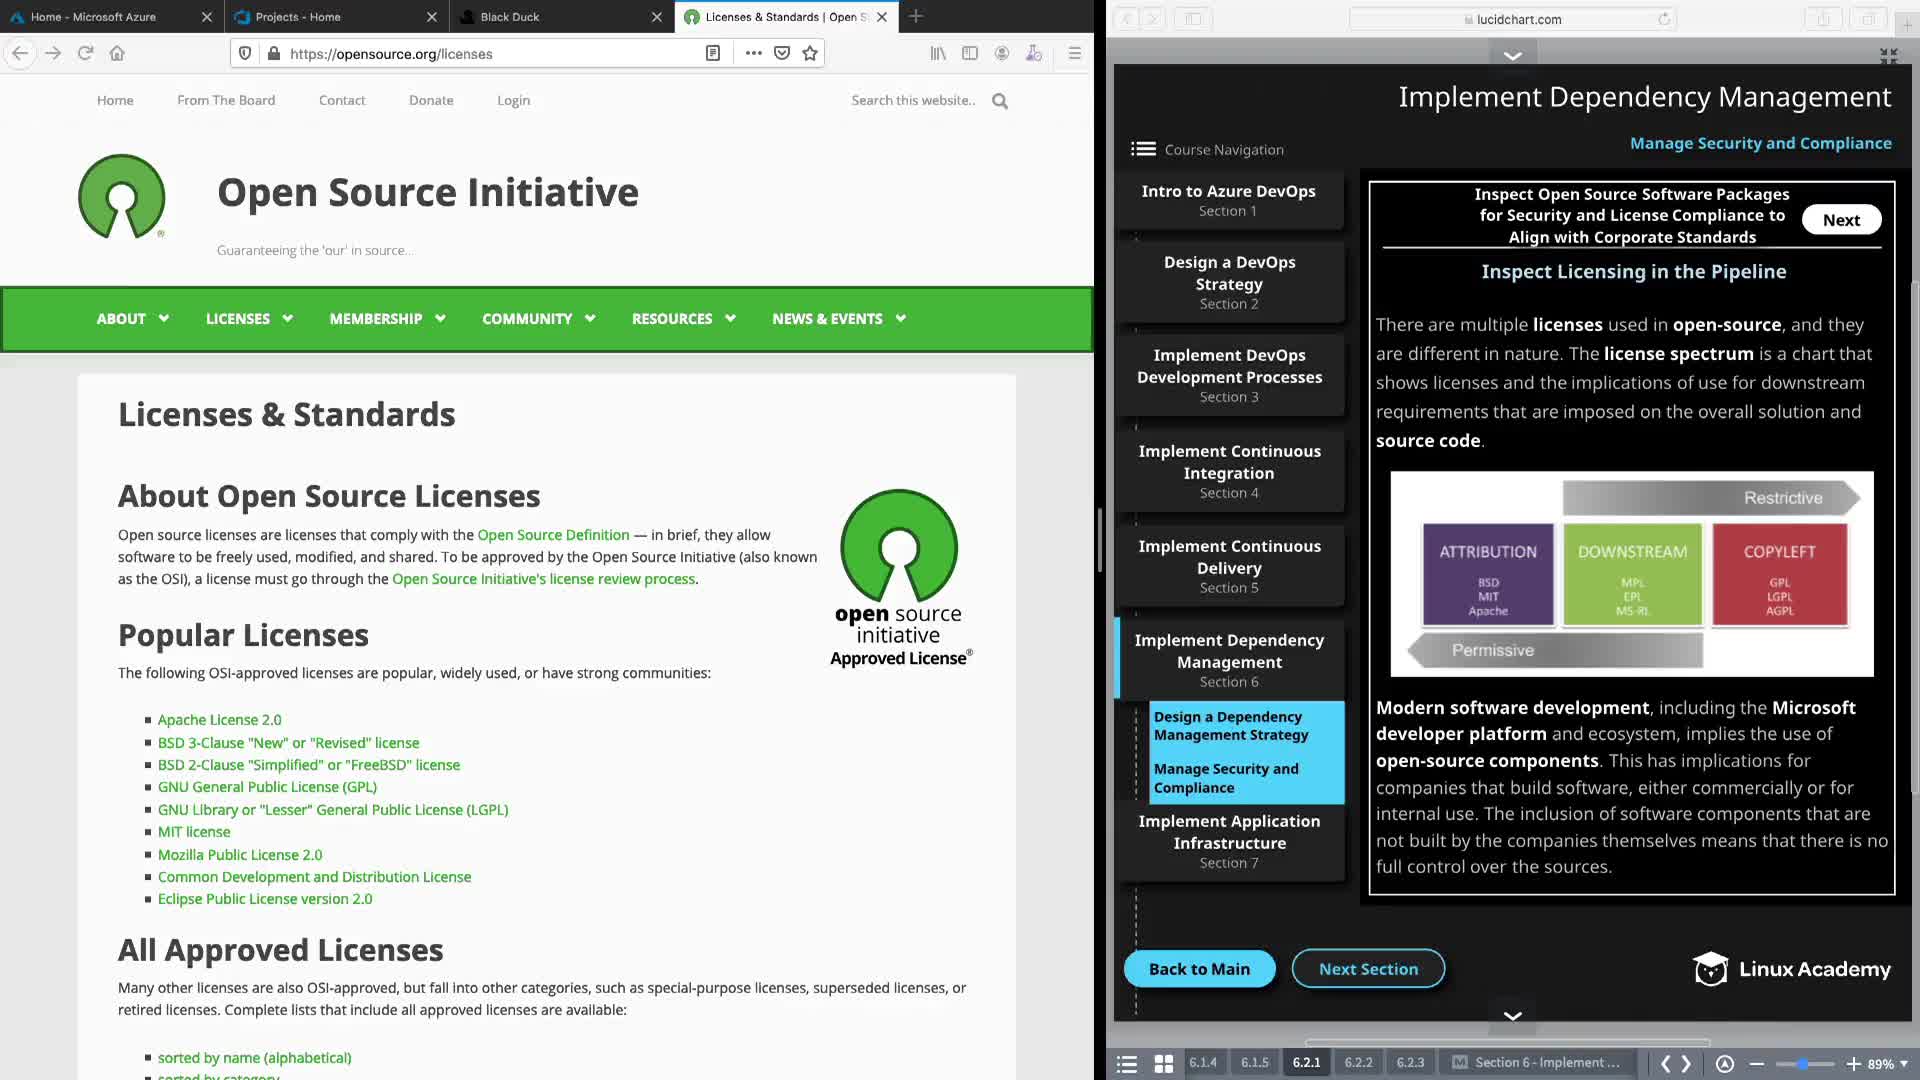 Home - Microsoft Azure
Projects - Home
Black Duck
Licenses & Standards | Open S
https://opensource.org/licenses
Home
From The Board
Contact
Donate
Login
Search this website..
Open Source Initiative
Guaranteeing the 'our' in source...
ABOUT
LICENSES
MEMBERSHIP
COMMUNITY
RESOURCES
NEWS & EVENTS
Licenses & Standards
About Open Source Licenses
Open source licenses are licenses that comply with the Open Source Definition — in brief, they allow
software to be freely used, modified, and shared. To be approved by the Open Source Initiative (also known
as the OSI), a license must go through the Open Source Initiative's license review process.
open source
initiative
Approved License®
Popular Licenses
The following OSI-approved licenses are popular, widely used, or have strong communities:
Apache License 2.0
BSD 3-Clause "New" or "Revised" license
BSD 2-Clause "Simplified" or "FreeBSD" license
GNU General Public License (GPL)
GNU Library or "Lesser" General Public License (LGPL)
MIT license
Mozilla Public License 2.0
Common Development and Distribution License
Eclipse Public License version 2.0
All Approved Licenses
Many other licenses are also OSI-approved, but fall into other categories, such as special-purpose licenses, superseded licenses, or
retired licenses. Complete lists that include all approved licenses are available:
sorted by name (alphabetical)
sorted by category
lucidchart.com
Implement Dependency Management
Manage Security and Compliance
Course Navigation
Intro to Azure DevOps
Section 1
Design a DevOps
Strategy
Section 2
Implement DevOps
Development Processes
Section 3
Implement Continuous
Integration
Section 4
Implement Continuous
Delivery
Section 5
Implement Dependency
Management
Section 6
Design a Dependency
Management Strategy
Manage Security and
Compliance
Implement Application
Infrastructure
Section 7
Inspect Open Source Software Packages
for Security and License Compliance to
Align with Corporate Standards
Next
Inspect Licensing in the Pipeline
There are multiple licenses used in open-source, and they
are different in nature. The license spectrum is a chart that
shows licenses and the implications of use for downstream
requirements that are imposed on the overall solution and
source code.
Restrictive
ATTRIBUTION
BSD
MIT
Apache
DOWNSTREAM
MPL
EPL
MS-RL
COPYLEFT
GPL
LGPL
AGPL
Permissive
Modern software development, including the Microsoft
developer platform and ecosystem, implies the use of
open-source components. This has implications for
companies that build software, either commercially or for
internal use. The inclusion of software components that are
not built by the companies themselves means that there is no
full control over the sources.
Back to Main
Next Section
Linux Academy
6.1.4
6.1.5
6.2.1
6.2.2
6.2.3
Section 6 - Implement ...
89%